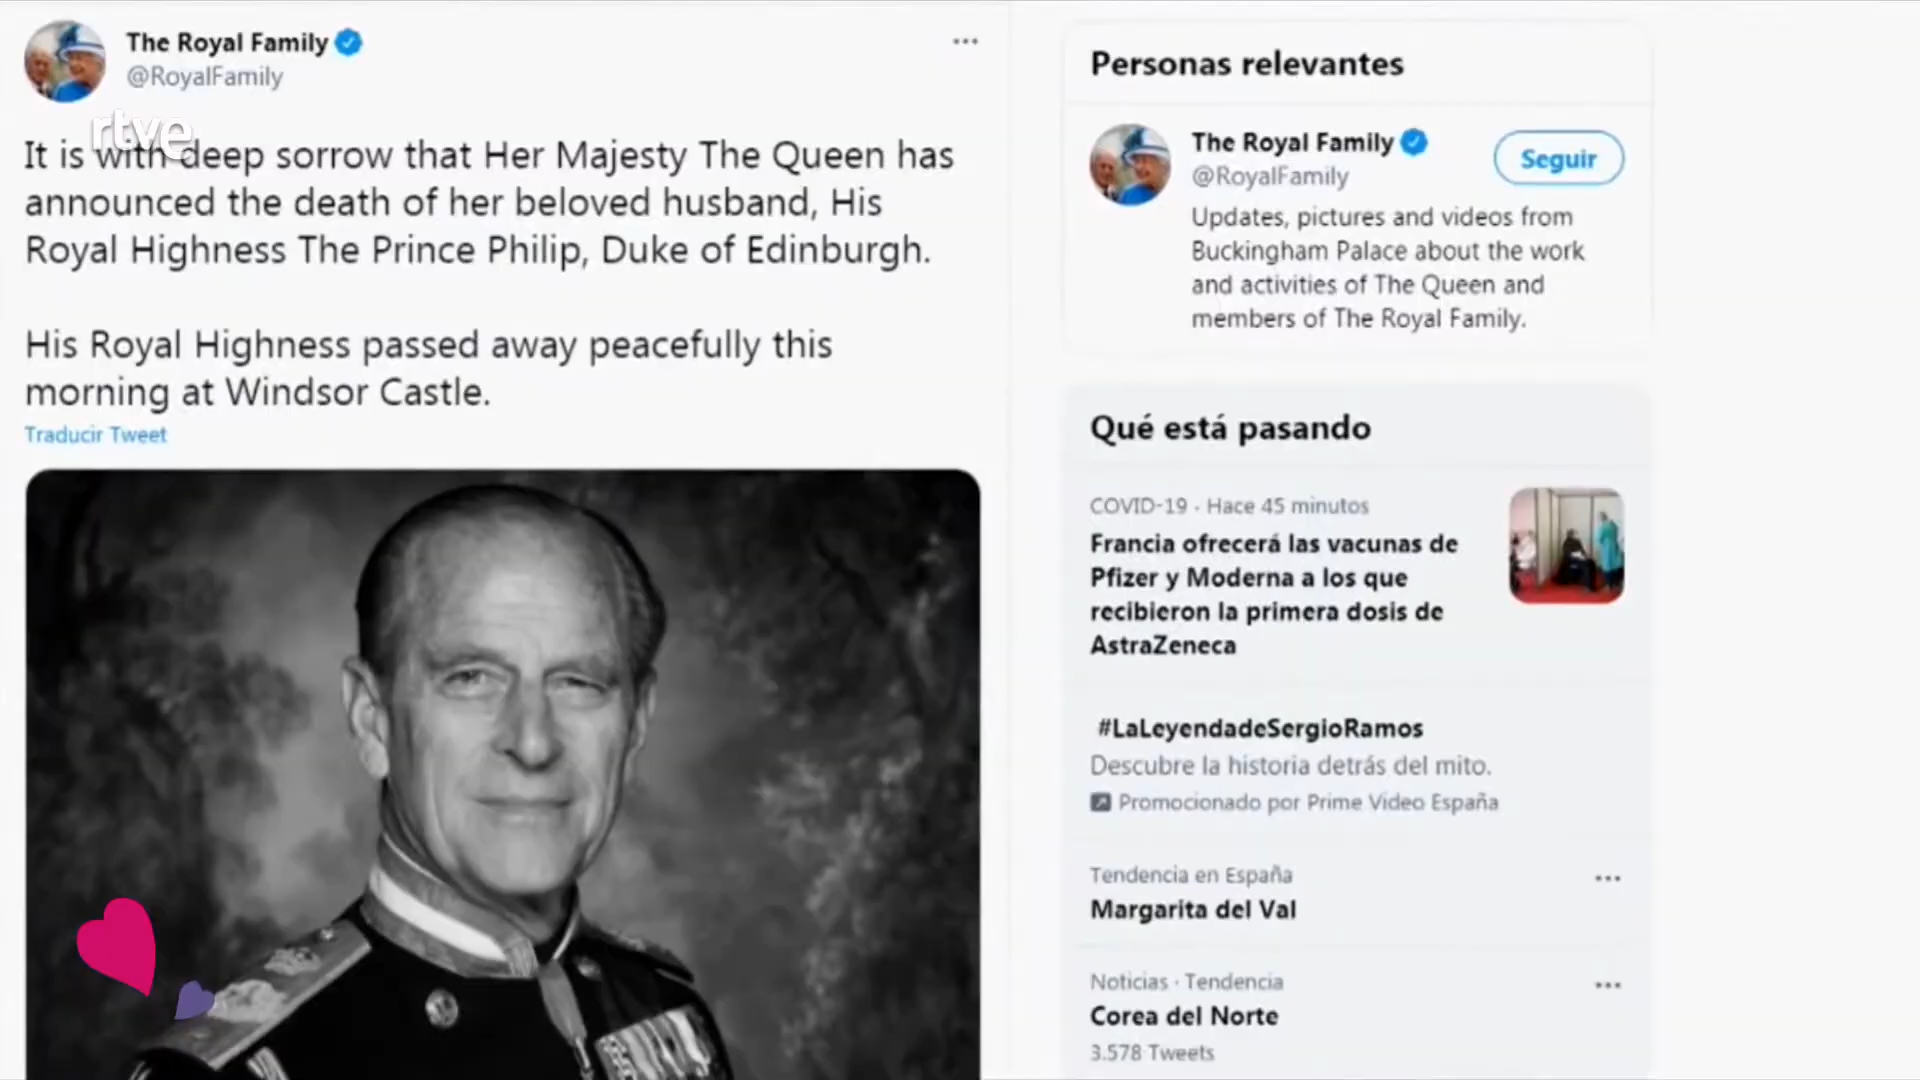 The Royal Family
@RoyalFamily
rtve
It is with deep sorrow that Her Majesty The Queen has
announced the death of her beloved husband, His
Royal Highness The Prince Philip, Duke of Edinburgh.
His Royal Highness passed away peacefully this
morning at Windsor Castle.
Traducir Tweet
Personas relevantes
The Royal Family
@RoyalFamily
Seguir
Updates, pictures and videos from
Buckingham Palace about the work
and activities of The Queen and
members of The Royal Family.
Qué está pasando
COVID-19 · Hace 45 minutos
Francia ofrecerá las vacunas de
Pfizer y Moderna a los que
recibieron la primera dosis de
AstraZeneca
#LaLeyendadeSergioRamos
Descubre la historia detrás del mito.
Promocionado por Prime Video España
Tendencia en España
Margarita del Val
Noticias · Tendencia
Corea del Norte
3.578 Tweets